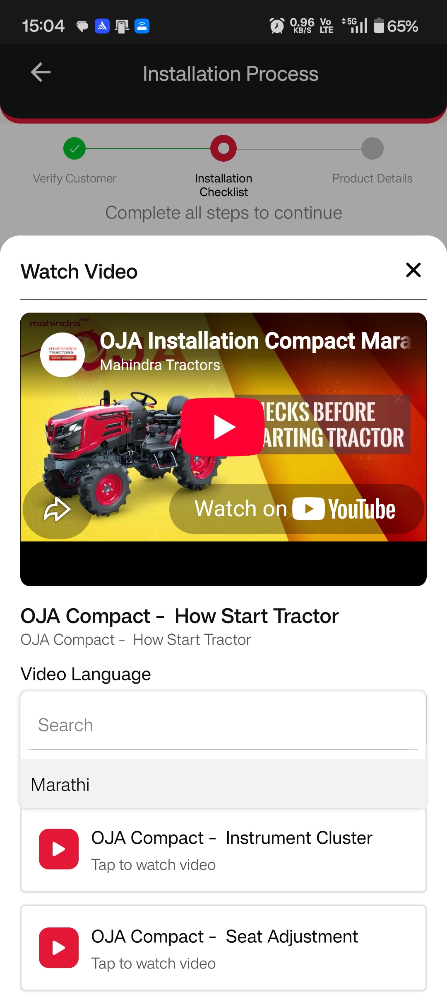 15:04
0.96 KB/S
Vo LTE
5G
65%
Installation Process
Verify Customer
Installation Checklist
Product Details
Complete all steps to continue
Watch Video
mahindra Rise
OJA Installation Compact Mara
Mahindra Tractors
mahindra
TRACTORS
TOUGH HARDUM
OJA
ECKS BEFORE
ARTING TRACTOR
Watch on YouTube
OJA Compact - How Start Tractor
OJA Compact - How Start Tractor
Video Language
Search
Marathi
OJA Compact - Instrument Cluster
Tap to watch video
OJA Compact - Seat Adjustment
Tap to watch video